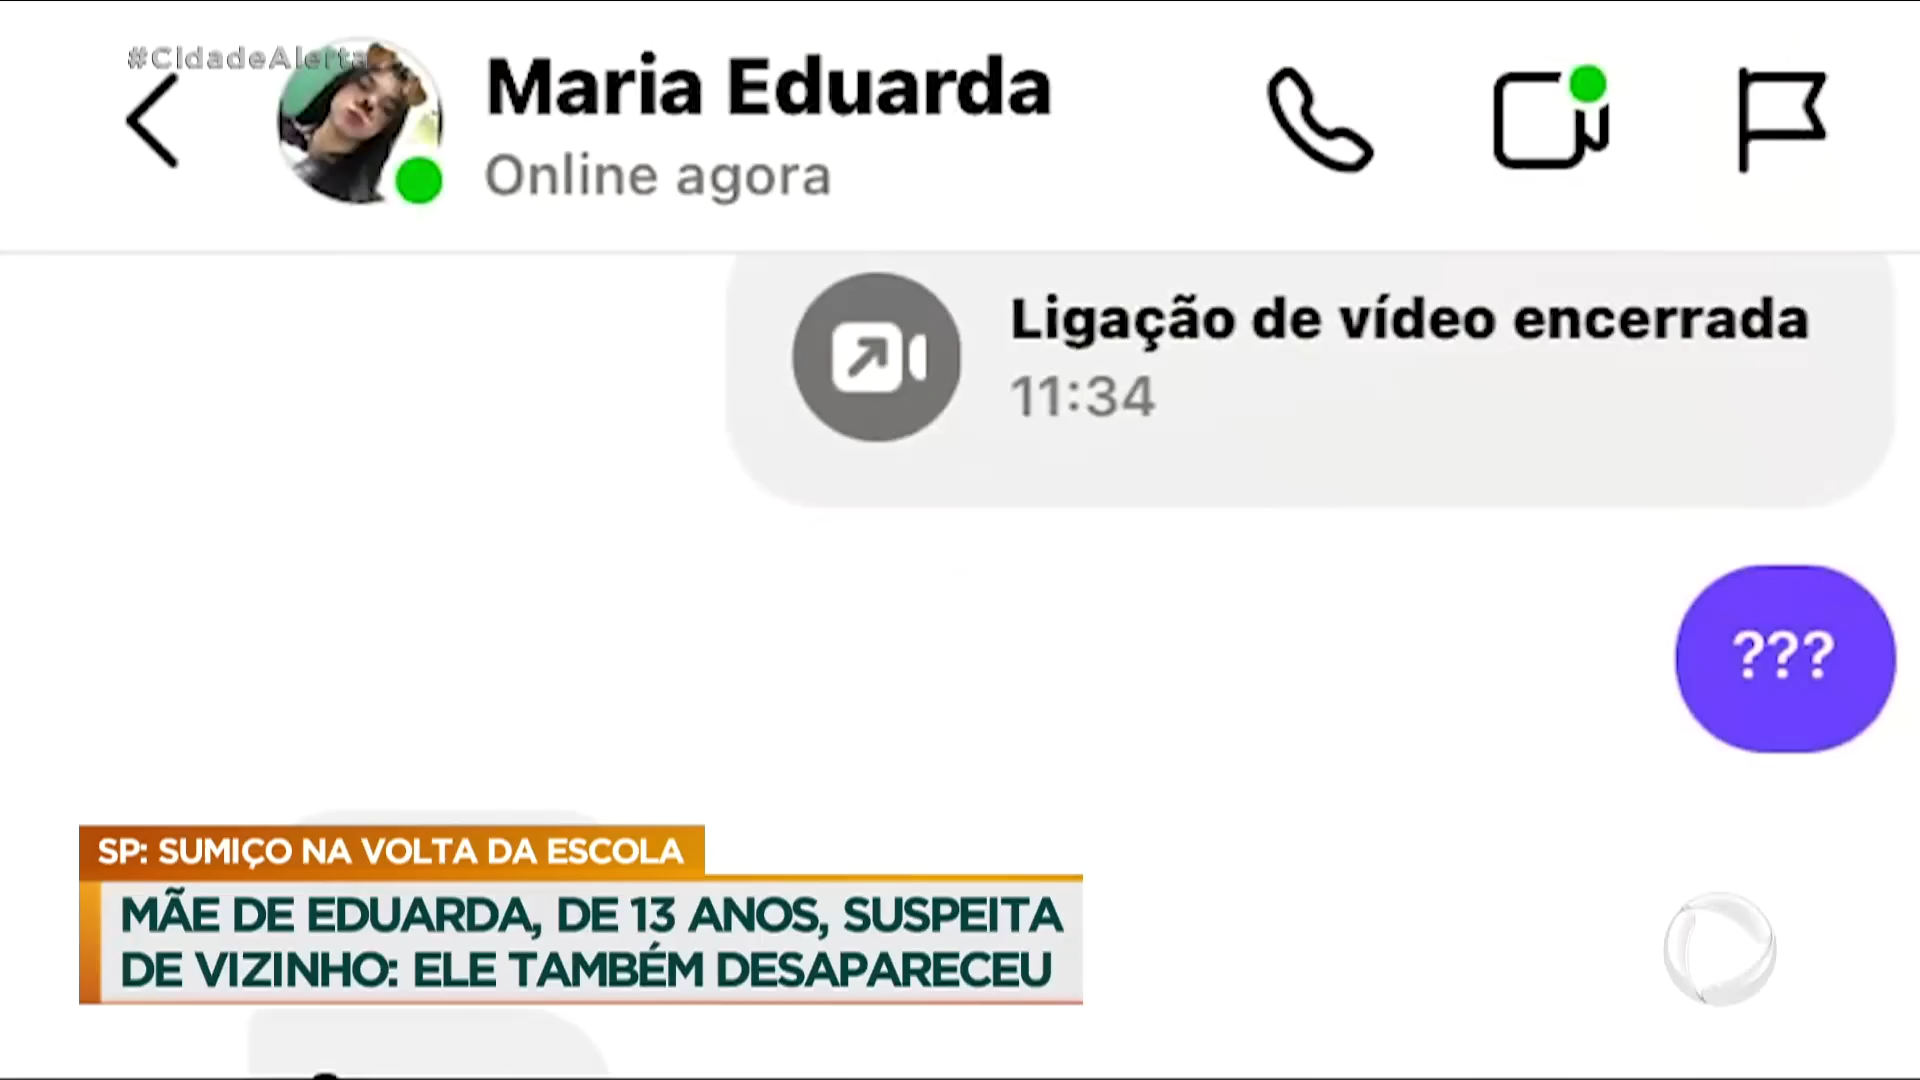 #CidadeAlerta
Maria Eduarda
Online agora
Ligação de vídeo encerrada
11:34
???
SP: SUMIÇO NA VOLTA DA ESCOLA
MÃE DE EDUARDA, DE 13 ANOS, SUSPEITA
DE VIZINHO: ELE TAMBÉM DESAPARECEU